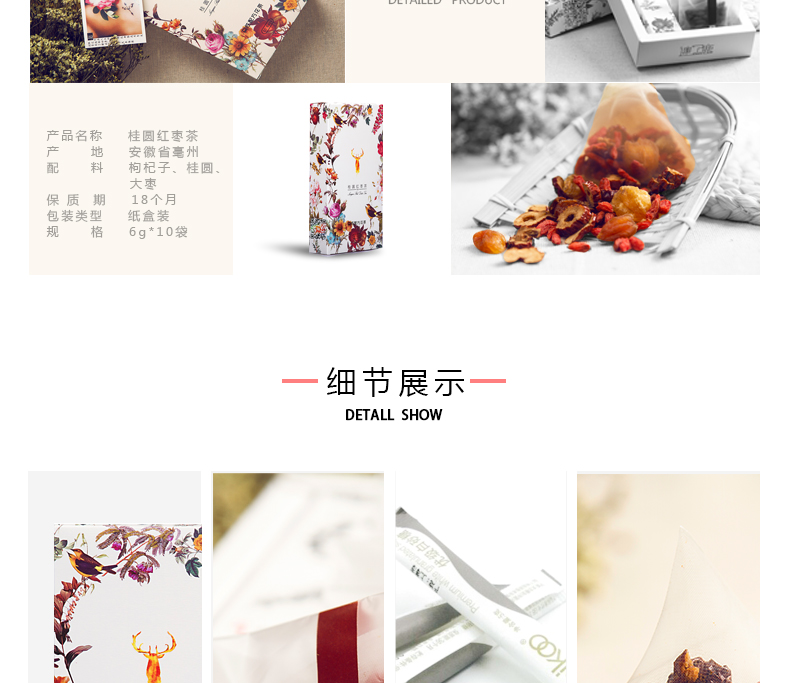 DETAILED PRODUCT
产品名称 桂圆红枣茶
产 地 安徽省亳州
配 料 枸杞子、桂圆、
大枣
保 质 期 18个月
包装类型 纸盒装
规 格 6g*10袋
细节展示
DETALL SHOW